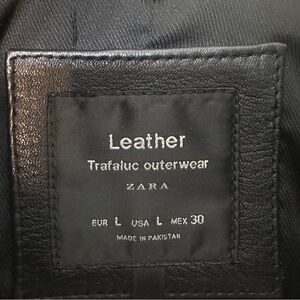 Leather
Trafaluc outerwear
ZARA
EUR L USA L MEX 30
MADE IN PAKISTAN